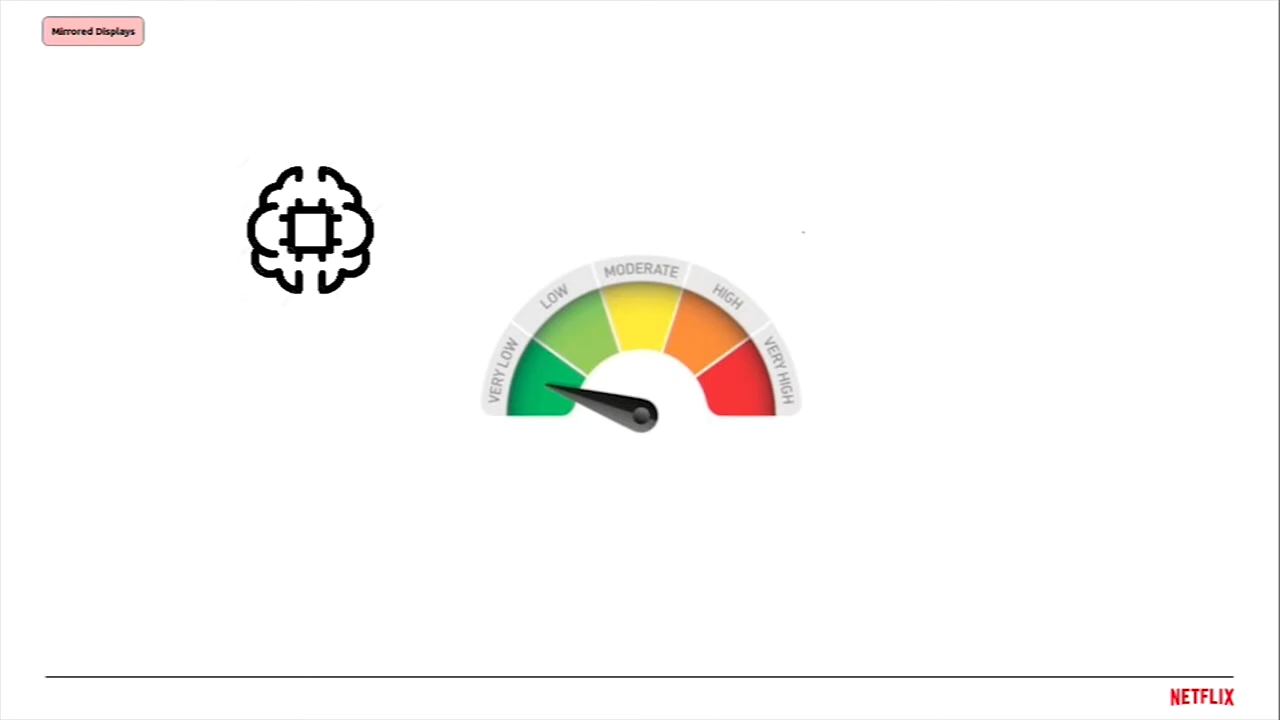 Mirrored Displays
VERY LOW
LOW
MODERATE
HIGH
VERY HIGH
NETFLIX